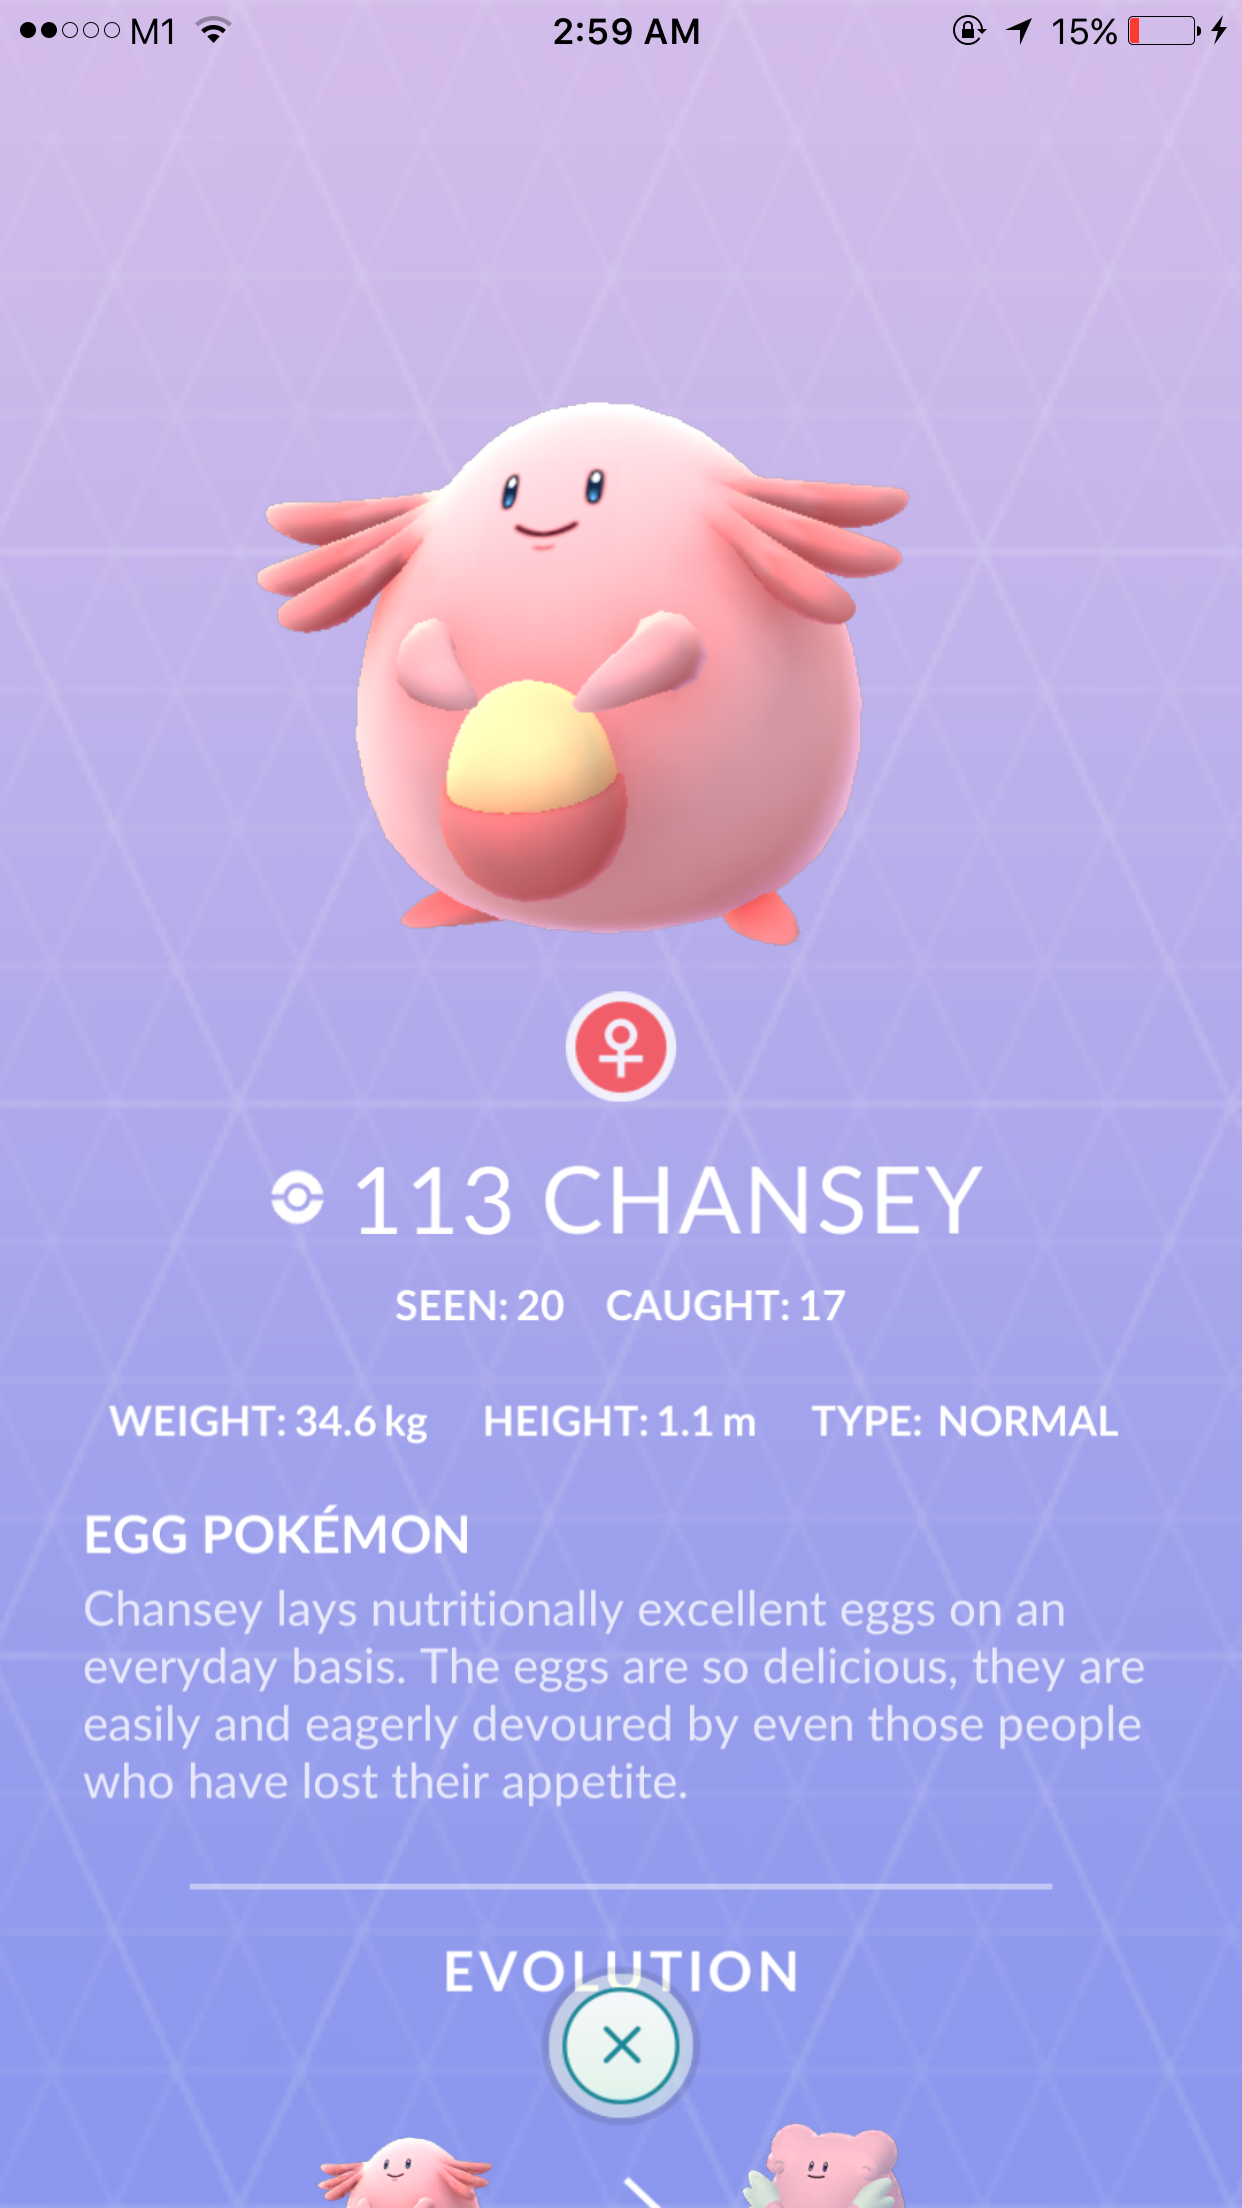 M1 2:59 AM 15%
113 CHANSEY
SEEN: 20 CAUGHT: 17
WEIGHT: 34.6 kg HEIGHT: 1.1 m TYPE: NORMAL
EGG POKÉMON
Chansey lays nutritionally excellent eggs on an
everyday basis. The eggs are so delicious, they are
easily and eagerly devoured by even those people
who have lost their appetite.
EVOLUTION